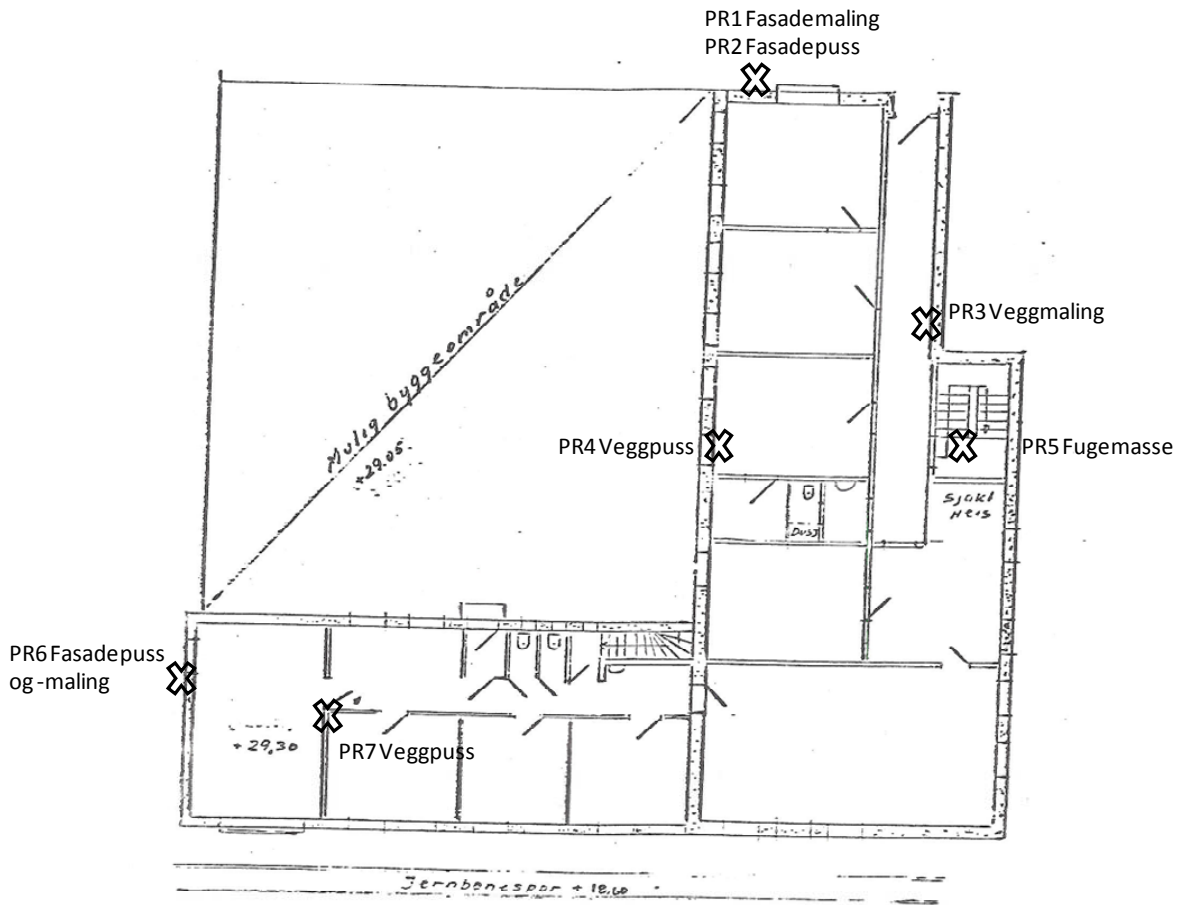 PR1 Fasademaling
PR2 Fasadepuss
PR3 Veggmaling
Mulig byggeområde
+29.05
PR4 Veggpuss
PR5 Fugemasse
Sjakt
Heis
Dusj
PR6 Fasadepuss
og -maling
+ 29,30
PR7 Veggpuss
Jernbanespor + 18,60